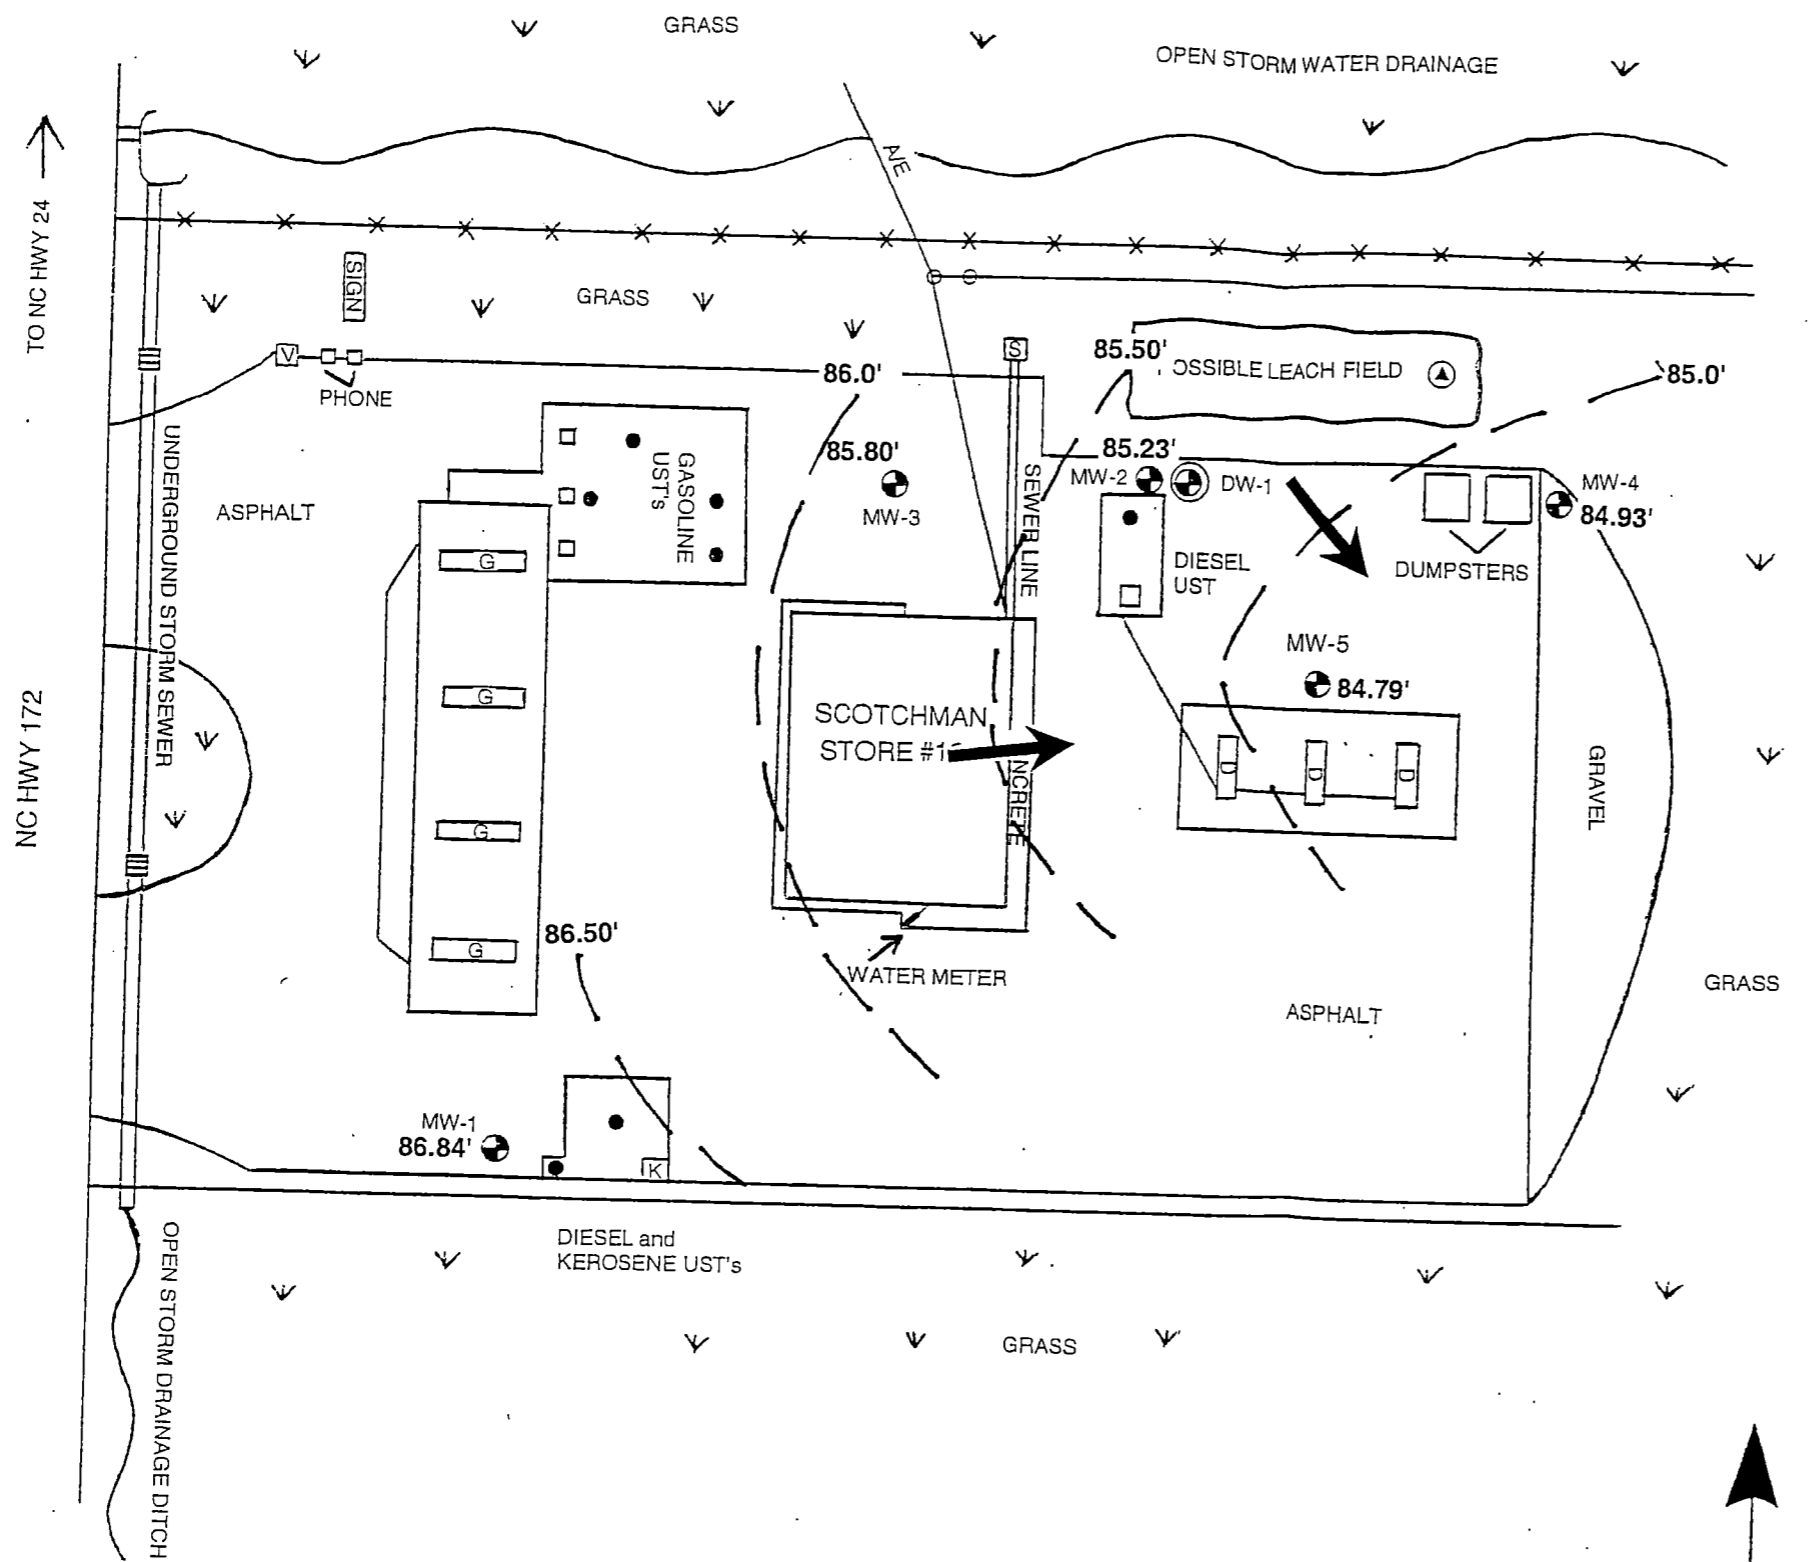 GRASS
OPEN STORM WATER DRAINAGE
A/E
TO NC HWY 24
SIGN
GRASS
V
PHONE
86.0'
S
85.50'
OSSIBLE LEACH FIELD
85.0'
UNDERGROUND STORM SEWER
ASPHALT
GASOLINE
UST's
85.80'
MW-3
SEWER LINE
85.23'
MW-2
DW-1
MW-4
84.93'
DIESEL
UST
DUMPSTERS
G
G
G
G
MW-5
84.79'
NC HWY 172
SCOTCHMAN
STORE #1
NCRETE
D
D
D
GRAVEL
86.50'
WATER METER
ASPHALT
GRASS
MW-1
86.84'
K
DIESEL and
KEROSENE UST's
OPEN STORM DRAINAGE DITCH
GRASS